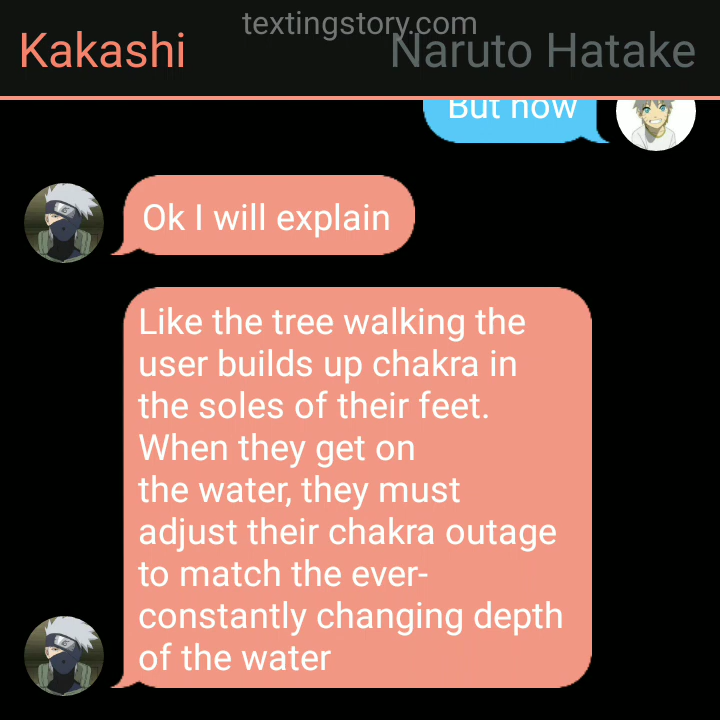 textingstory.com
Kakashi
Naruto Hatake
But how
Ok I will explain
Like the tree walking the
user builds up chakra in
the soles of their feet.
When they get on
the water, they must
adjust their chakra outage
to match the ever-
constantly changing depth
of the water